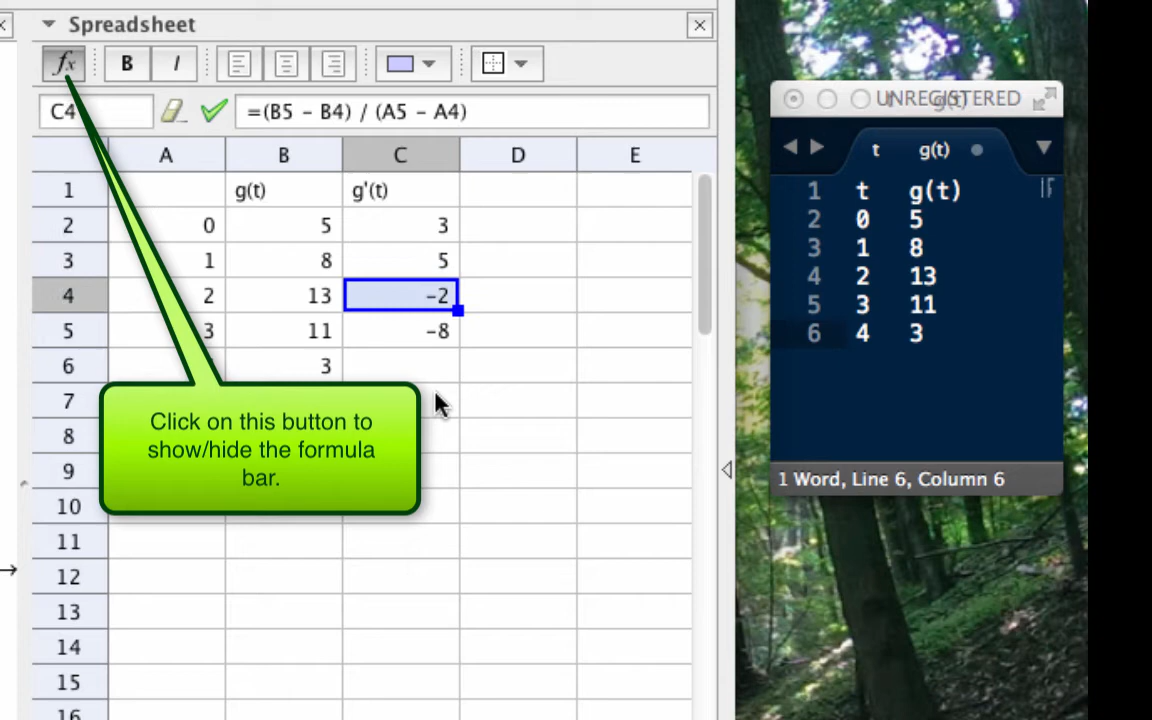 Spreadsheet
fx B I
C4 =(B5 - B4) / (A5 - A4)
A B C D E
1 g(t) g'(t)
2 0 5 3
3 1 8 5
4 2 13 -2
5 3 11 -8
6 3
7
8
9
10
11
12
13
14
15
16
Click on this button to
show/hide the formula
bar.
UNREGISTERED
t g(t)
1 t g(t)
2 0 5
3 1 8
4 2 13
5 3 11
6 4 3
1 Word, Line 6, Column 6